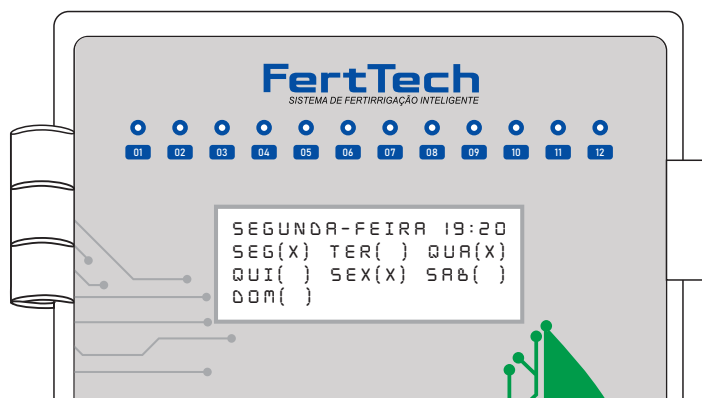 FertTech
SISTEMA DE FERTIRRIGAÇÃO INTELIGENTE
01 02 03 04 05 06 07 08 09 10 11 12
SEGUNDA-FEIRA 19:20
SEG(X) TER( ) QUA(X)
QUI( ) SEX(X) SAB( )
DOM( )